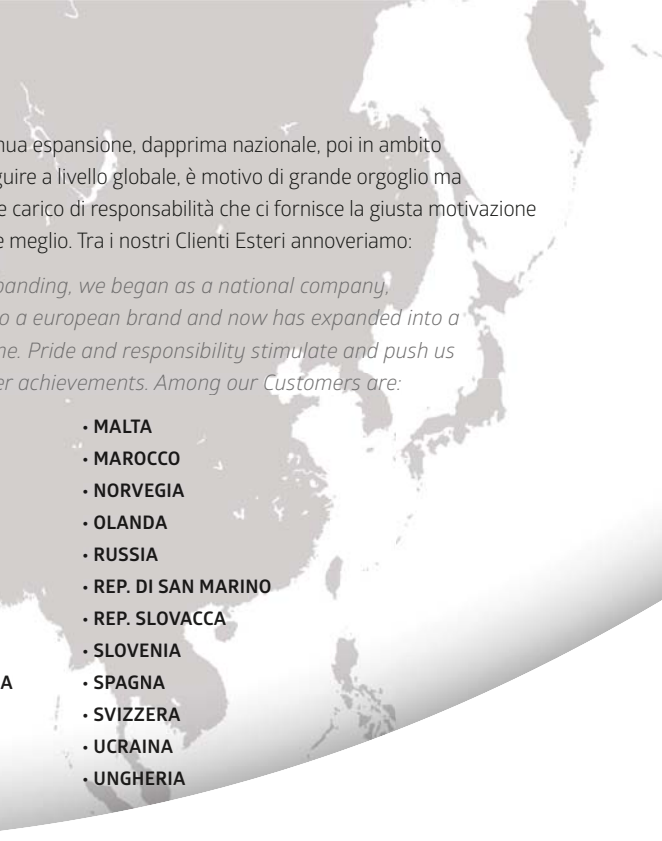 nua espansione, dapprima nazionale, poi in ambito
guire a livello globale, è motivo di grande orgoglio ma
e carico di responsabilità che ci fornisce la giusta motivazione
e meglio. Tra i nostri Clienti Esteri annoveriamo:
panding, we began as a national company,
o a european brand and now has expanded into a
ne. Pride and responsibility stimulate and push us
er achievements. Among our Customers are:
• MALTA
• MAROCCO
• NORVEGIA
• OLANDA
• RUSSIA
• REP. DI SAN MARINO
• REP. SLOVACCA
• SLOVENIA
A • SPAGNA
• SVIZZERA
• UCRAINA
• UNGHERIA